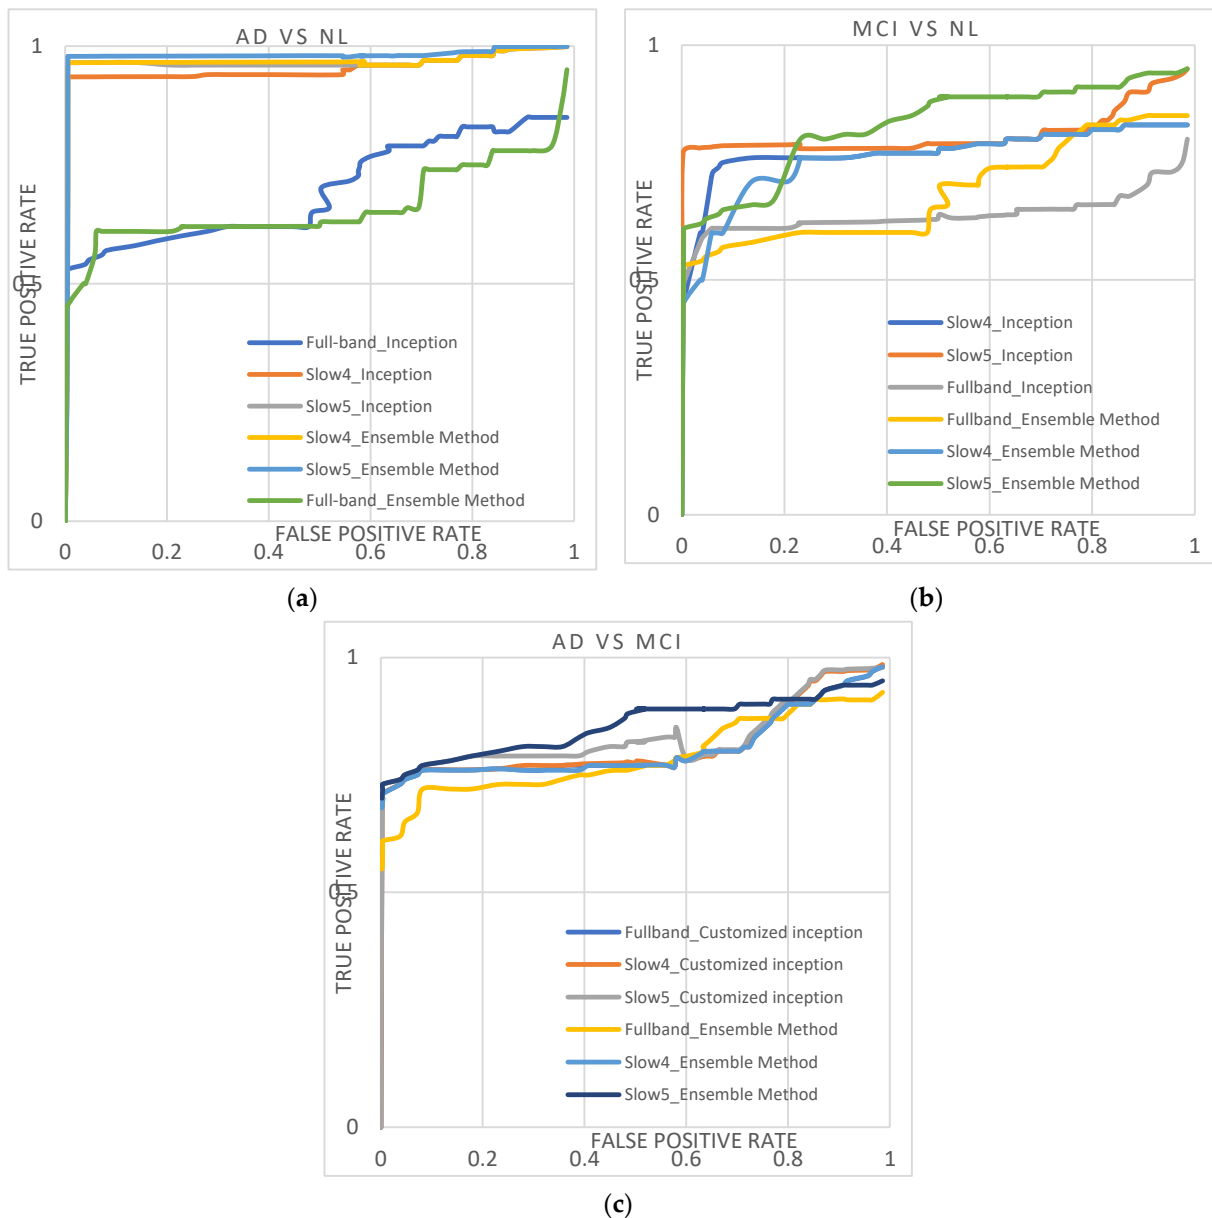 AD VS NL
1
0.5
0
TRUE POSITIVE RATE
Full-band_Inception
Slow4_Inception
Slow5_Inception
Slow4_Ensemble Method
Slow5_Ensemble Method
Full-band_Ensemble Method
FALSE POSITIVE RATE
0 0.2 0.4 0.6 0.8 1
(a)
MCI VS NL
1
0.5
0
TRUE POSITIVE RATE
Slow4_Inception
Slow5_Inception
Fullband_Inception
Fullband_Ensemble Method
Slow4_Ensemble Method
Slow5_Ensemble Method
FALSE POSITIVE RATE
0 0.2 0.4 0.6 0.8 1
(b)
AD VS MCI
1
0.5
0
TRUE POSITIVE RATE
Fullband_Customized inception
Slow4_Customized inception
Slow5_Customized inception
Fullband_Ensemble Method
Slow4_Ensemble Method
Slow5_Ensemble Method
FALSE POSITIVE RATE
0 0.2 0.4 0.6 0.8 1
(c)